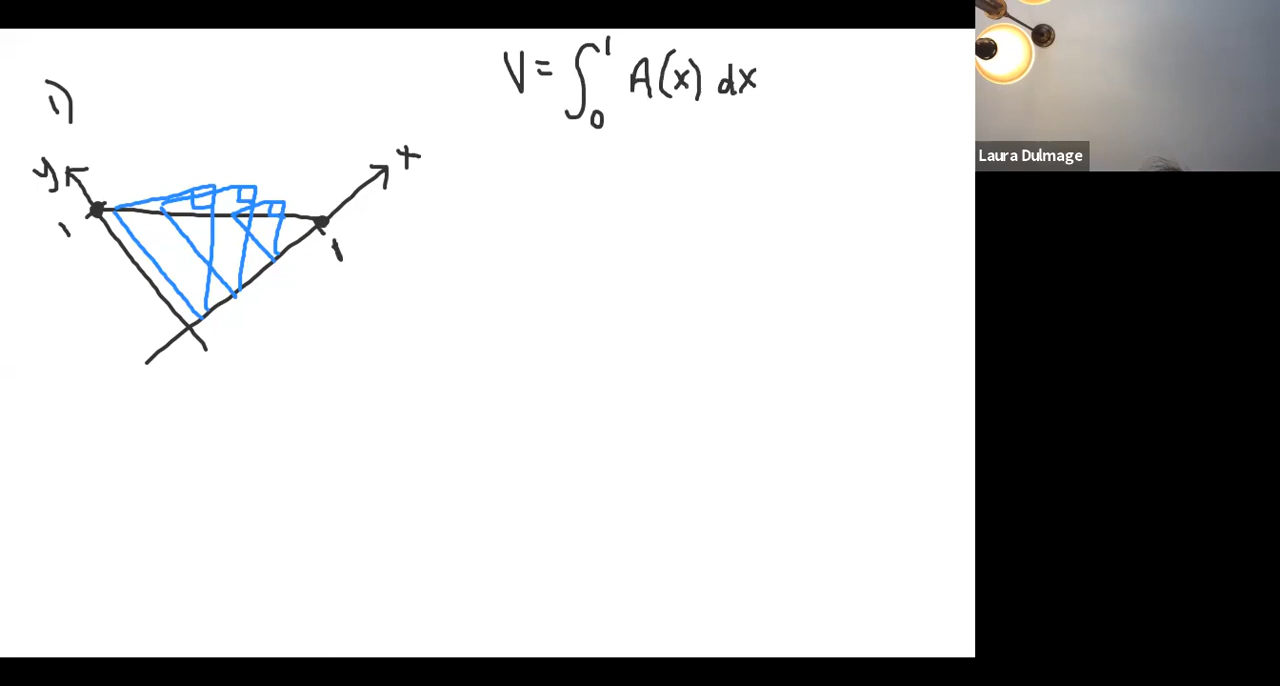 1)
V = ∫₀¹ A(x) dx
y
x
1
1
Laura Dulmage